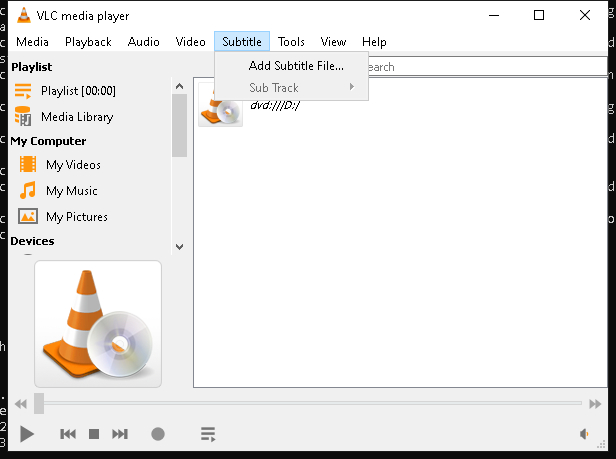 VLC media player
Media Playback Audio Video Subtitle Tools View Help
Playlist
Playlist [00:00]
Media Library
My Computer
My Videos
My Music
My Pictures
Devices
Add Subtitle File...
Sub Track
earch
dvd:///D:/